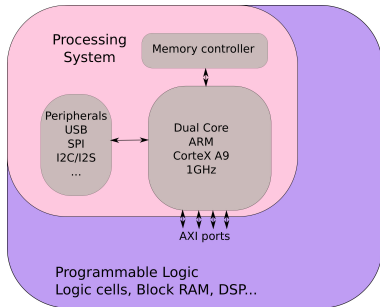 Processing
System
Memory controller
Peripherals
USB
SPI
I2C/I2S
...
Dual Core
ARM
CorteX A9
1GHz
AXI ports
Programmable Logic
Logic cells, Block RAM, DSP...